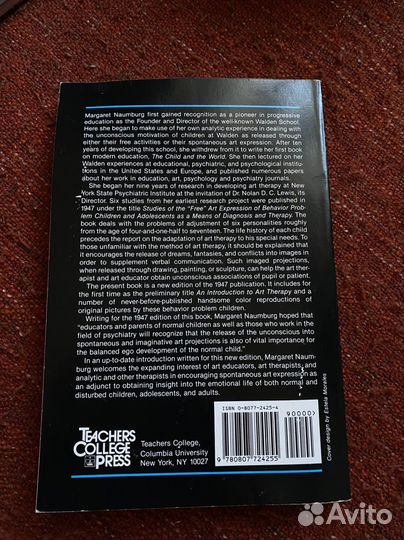 Margaret Naumburg first gained recognition as a pioneer in progressive
education as the Founder and Director of the well-known Walden School.
Here she began to make use of her own analytic experience in dealing with
the unconscious motivation of children at Walden as released through
either their free activities or their spontaneous art expression. After ten
years of developing this school, she withdrew from it to write her first book
on modern education, The Child and the World. She then lectured on her
Walden experiences at educational, psychiatric, and psychological institu-
tions in the United States and Europe, and published numerous papers
about her work in education, art, psychology and psychiatry journals.
She began her nine years of research in developing art therapy at New
York State Psychiatric Institute at the invitation of Dr. Nolan D. C. Lewis, its
Director. Six studies from her earliest research project were published in
1947 under the title Studies of the "Free" Art Expression of Behavior Prob-
lem Children and Adolescents as a Means of Diagnosis and Therapy. The
book deals with the problems of adjustment of six personalities roughly
from the age of four-and-one-half to seventeen. The life history of each child
precedes the report on the adaptation of art therapy to his special needs. To
those unfamiliar with the method of art therapy, it should be explained that
it encourages the release of dreams, fantasies, and conflicts into images in
order to supplement verbal communication. Such imaged projections,
when released through drawing, painting, or sculpture, can help the art ther-
apist and art educator obtain unconscious associations of pupil or patient.
The present book is a new edition of the 1947 publication. It includes for
the first time as the preliminary title An Introduction to Art Therapy and a
number of never-before-published handsome color reproductions of
original pictures by these behavior problem children.
Writing for the 1947 edition of this book, Margaret Naumburg hoped that
"educators and parents of normal children as well as those who work in the
field of psychiatry will recognize that the release of the unconscious into
spontaneous and imaginative art projections is also of vital importance for
the balanced ego development of the normal child."
In an up-to-date introduction written for this new edition, Margaret Naum-
burg welcomes the expanding interest of art educators, art therapists, and
analytic and other therapists in encouraging spontaneous art expression as
an adjunct to obtaining insight into the emotional life of both normal and
disturbed children, adolescents, and adults.
TEACHERS
COLLEGE
PRESS
Teachers College,
Columbia University
New York, NY 10027
ISBN 0-8077-2425-4
90000>
9 780807 724255
Cover design by Estela Morales
Avito